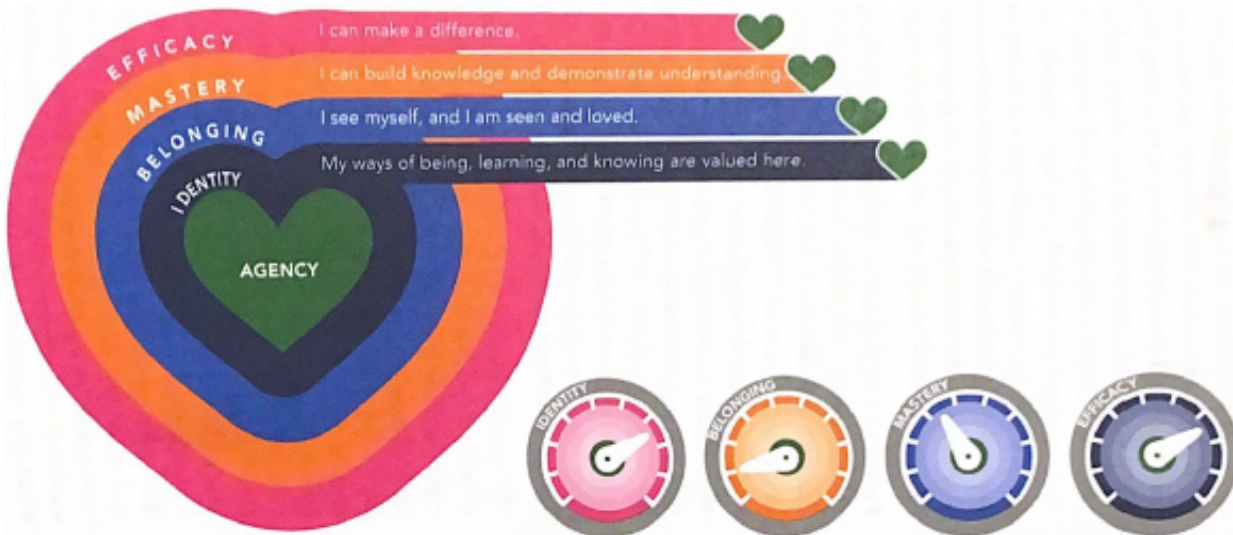 EFFICACY
I can make a difference.
MASTERY
I can build knowledge and demonstrate understanding.
BELONGING
I see myself, and I am seen and loved.
IDENTITY
My ways of being, learning, and knowing are valued here.
AGENCY
IDENTITY
BELONGING
MASTERY
EFFICACY